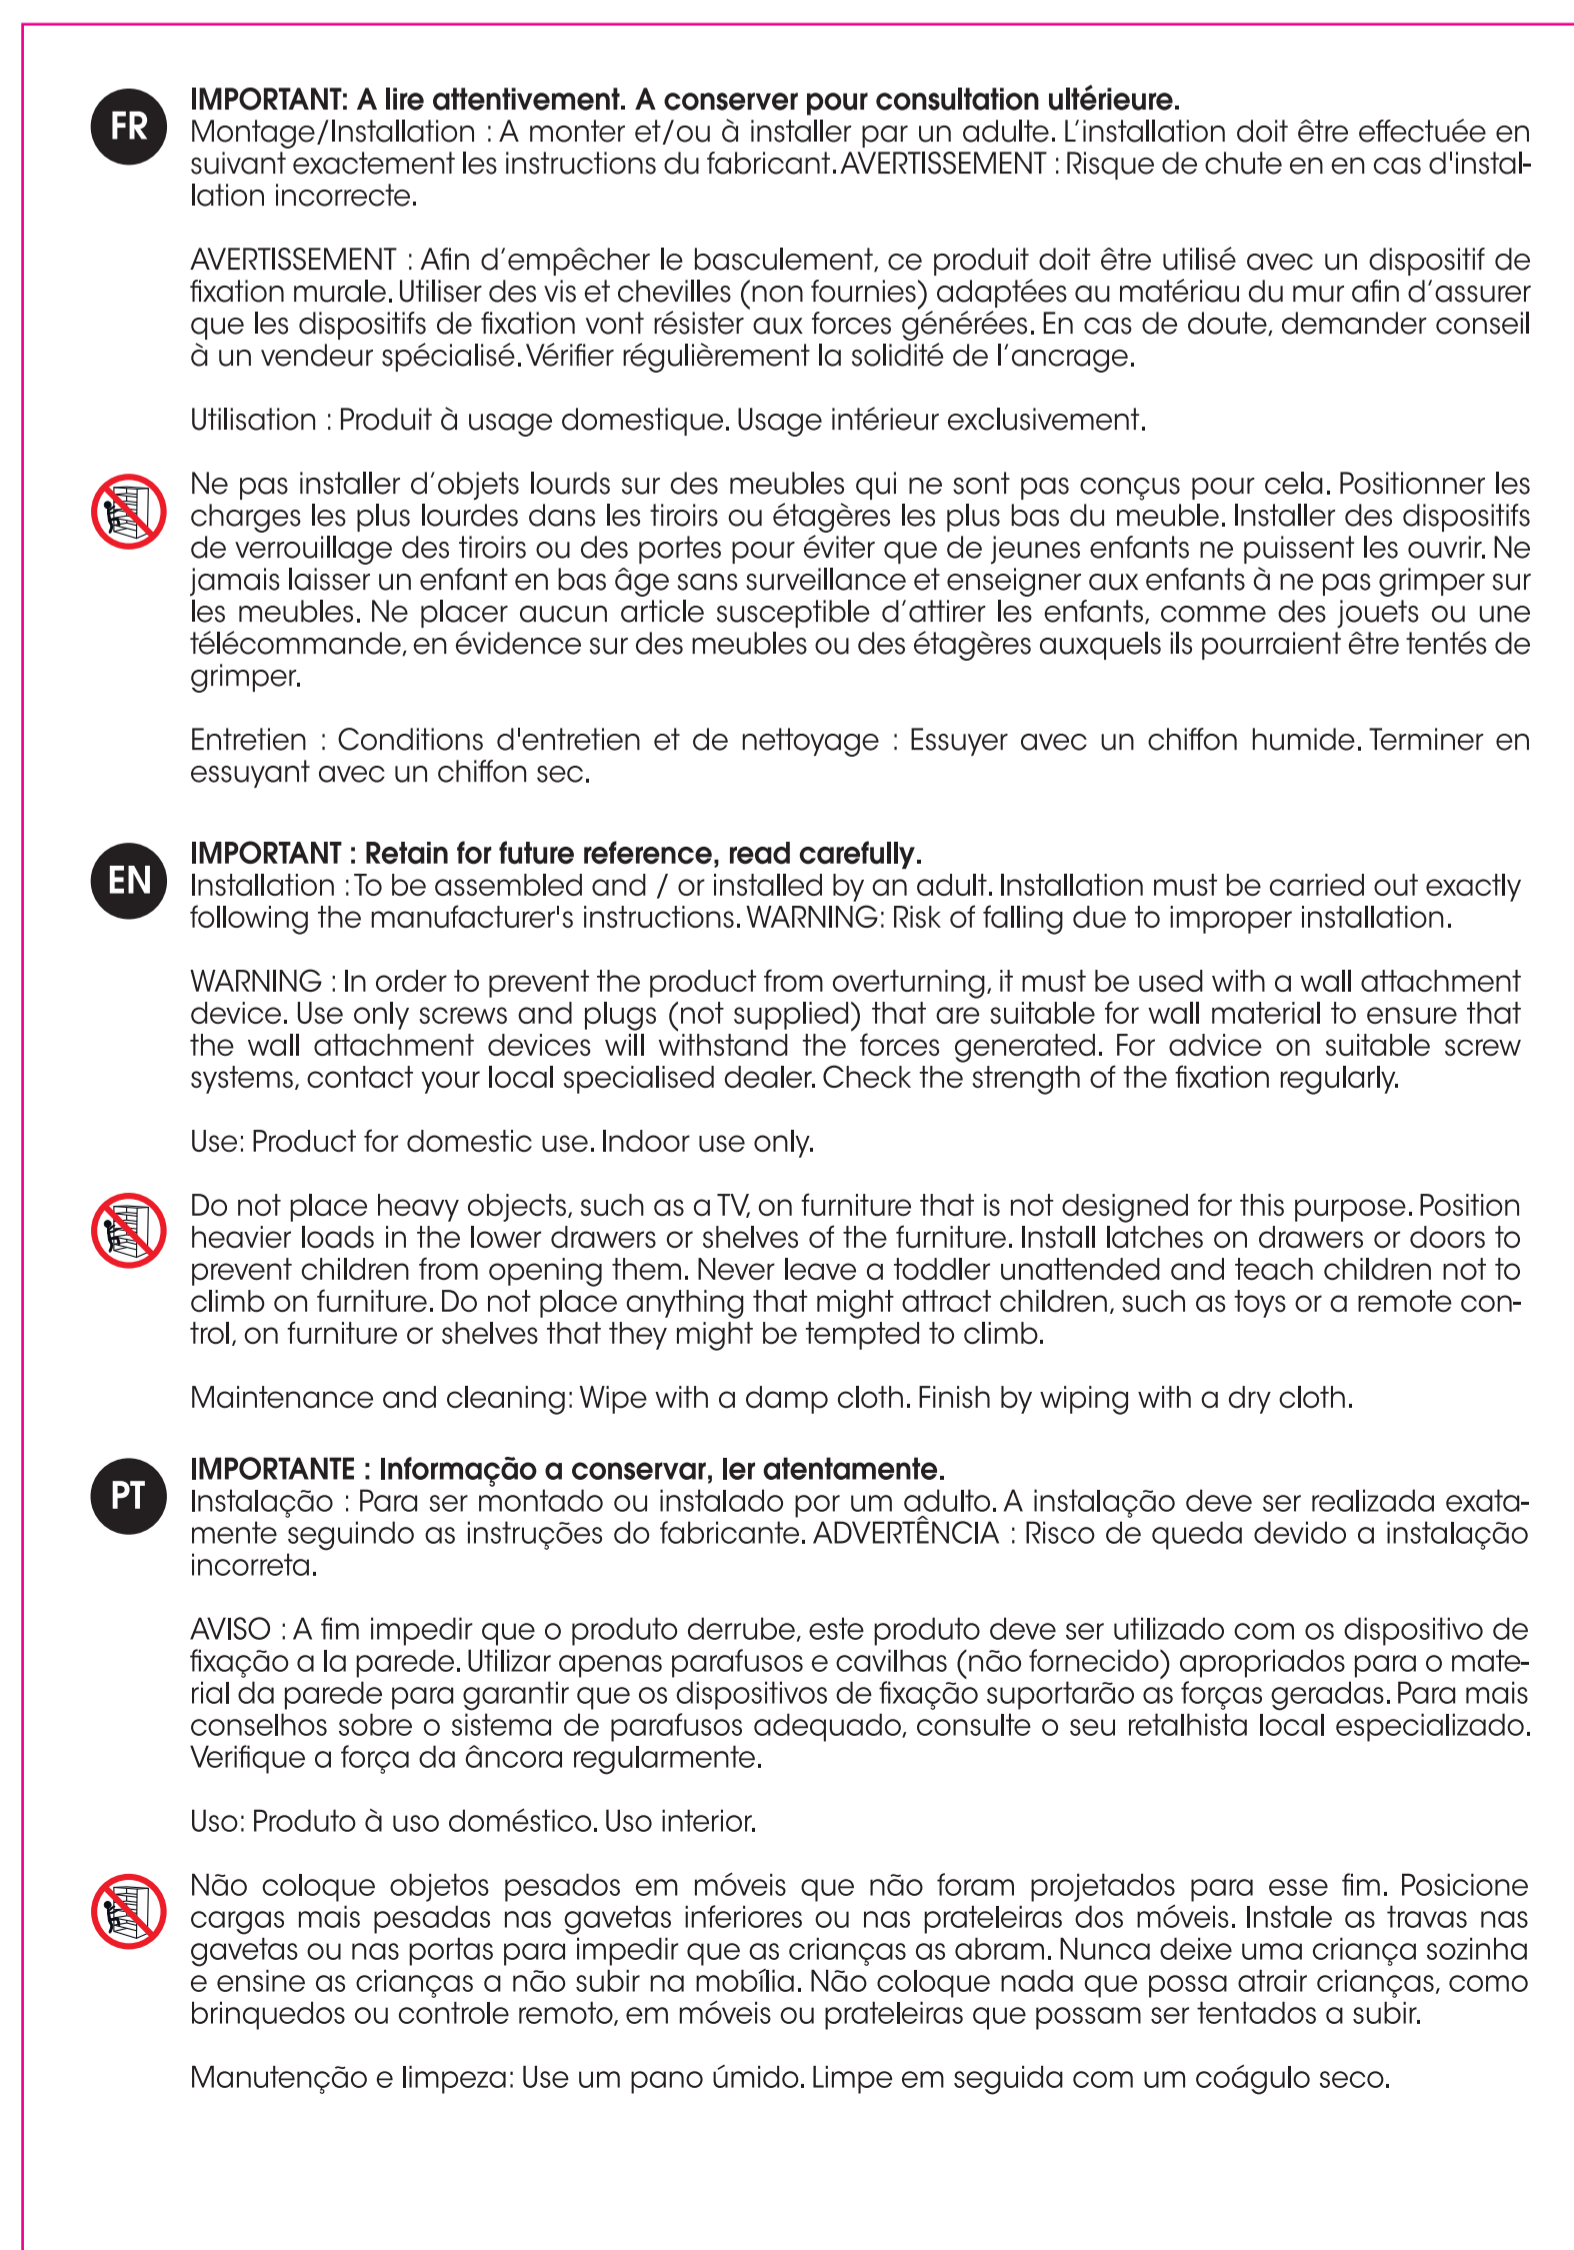 FR
IMPORTANT: A lire attentivement. A conserver pour consultation ultérieure.
Montage/Installation : A monter et/ou à installer par un adulte. L'installation doit être effectuée en
suivant exactement les instructions du fabricant. AVERTISSEMENT : Risque de chute en en cas d'instal-
lation incorrecte.
AVERTISSEMENT : Afin d'empêcher le basculement, ce produit doit être utilisé avec un dispositif de
fixation murale. Utiliser des vis et chevilles (non fournies) adaptées au matériau du mur afin d'assurer
que les dispositifs de fixation vont résister aux forces générées. En cas de doute, demander conseil
à un vendeur spécialisé. Vérifier régulièrement la solidité de l'ancrage.
Utilisation : Produit à usage domestique. Usage intérieur exclusivement.
Ne pas installer d'objets lourds sur des meubles qui ne sont pas conçus pour cela. Positionner les
charges les plus lourdes dans les tiroirs ou étagères les plus bas du meuble. Installer des dispositifs
de verrouillage des tiroirs ou des portes pour éviter que de jeunes enfants ne puissent les ouvrir. Ne
jamais laisser un enfant en bas âge sans surveillance et enseigner aux enfants à ne pas grimper sur
les meubles. Ne placer aucun article susceptible d'attirer les enfants, comme des jouets ou une
télécommande, en évidence sur des meubles ou des étagères auxquels ils pourraient être tentés de
grimper.
Entretien : Conditions d'entretien et de nettoyage : Essuyer avec un chiffon humide. Terminer en
essuyant avec un chiffon sec.
EN
IMPORTANT : Retain for future reference, read carefully.
Installation : To be assembled and / or installed by an adult. Installation must be carried out exactly
following the manufacturer's instructions. WARNING: Risk of falling due to improper installation.
WARNING : In order to prevent the product from overturning, it must be used with a wall attachment
device. Use only screws and plugs (not supplied) that are suitable for wall material to ensure that
the wall attachment devices will withstand the forces generated. For advice on suitable screw
systems, contact your local specialised dealer. Check the strength of the fixation regularly.
Use: Product for domestic use. Indoor use only.
Do not place heavy objects, such as a TV, on furniture that is not designed for this purpose. Position
heavier loads in the lower drawers or shelves of the furniture. Install latches on drawers or doors to
prevent children from opening them. Never leave a toddler unattended and teach children not to
climb on furniture. Do not place anything that might attract children, such as toys or a remote con-
trol, on furniture or shelves that they might be tempted to climb.
Maintenance and cleaning: Wipe with a damp cloth. Finish by wiping with a dry cloth.
PT
IMPORTANTE : Informação a conservar, ler atentamente.
Instalação : Para ser montado ou instalado por um adulto. A instalação deve ser realizada exata-
mente seguindo as instruções do fabricante. ADVERTÊNCIA : Risco de queda devido a instalação
incorreta.
AVISO : A fim impedir que o produto derrube, este produto deve ser utilizado com os dispositivo de
fixação a la parede. Utilizar apenas parafusos e cavilhas (não fornecido) apropriados para o mate-
rial da parede para garantir que os dispositivos de fixação suportarão as forças geradas. Para mais
conselhos sobre o sistema de parafusos adequado, consulte o seu retalhista local especializado.
Verifique a força da âncora regularmente.
Uso: Produto à uso doméstico. Uso interior.
Não coloque objetos pesados em móveis que não foram projetados para esse fim. Posicione
cargas mais pesadas nas gavetas inferiores ou nas prateleiras dos móveis. Instale as travas nas
gavetas ou nas portas para impedir que as crianças as abram. Nunca deixe uma criança sozinha
e ensine as crianças a não subir na mobília. Não coloque nada que possa atrair crianças, como
brinquedos ou controle remoto, em móveis ou prateleiras que possam ser tentados a subir.
Manutenção e limpeza: Use um pano úmido. Limpe em seguida com um coágulo seco.